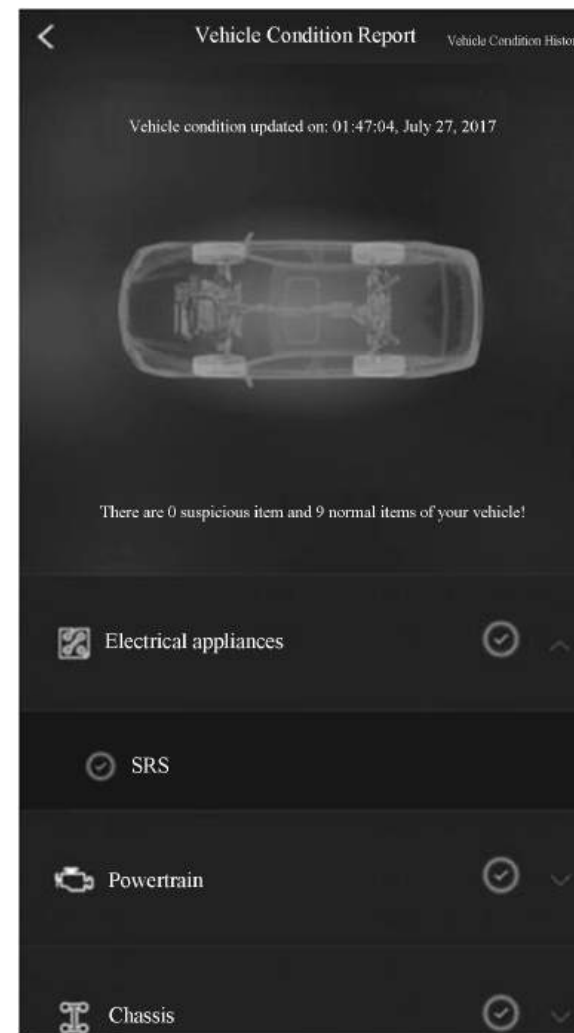 Vehicle Condition Report
Vehicle Condition Histor
Vehicle condition updated on: 01:47:04, July 27, 2017
There are 0 suspicious item and 9 normal items of your vehicle!
Electrical appliances
SRS
Powertrain
Chassis